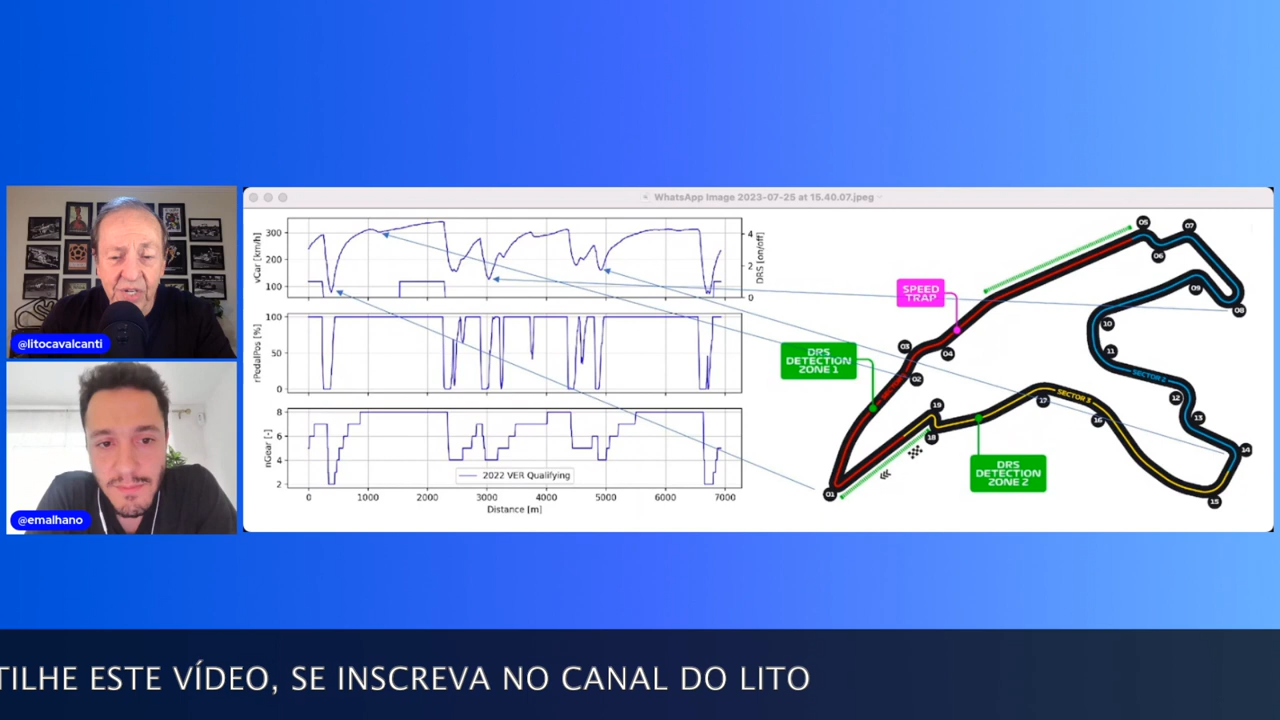 WhatsApp Image 2023-07-25 at 15.40.07.jpeg
@litocavalcanti
@emalhano
vCar [km/h]
300
200
100
DRS [on/off]
4
2
0
rPedalPos [%]
100
50
0
nGear [-]
8
6
4
2
2022 VER Qualifying
0 1000 2000 3000 4000 5000 6000 7000
Distance [m]
SPEED
TRAP
DRS
DETECTION
ZONE 1
DRS
DETECTION
ZONE 2
SECTOR 2
SECTOR 3
01
02
03
04
05
06
07
08
09
10
11
12
13
14
15
16
17
18
19
TILHE ESTE VÍDEO, SE INSCREVA NO CANAL DO LITO